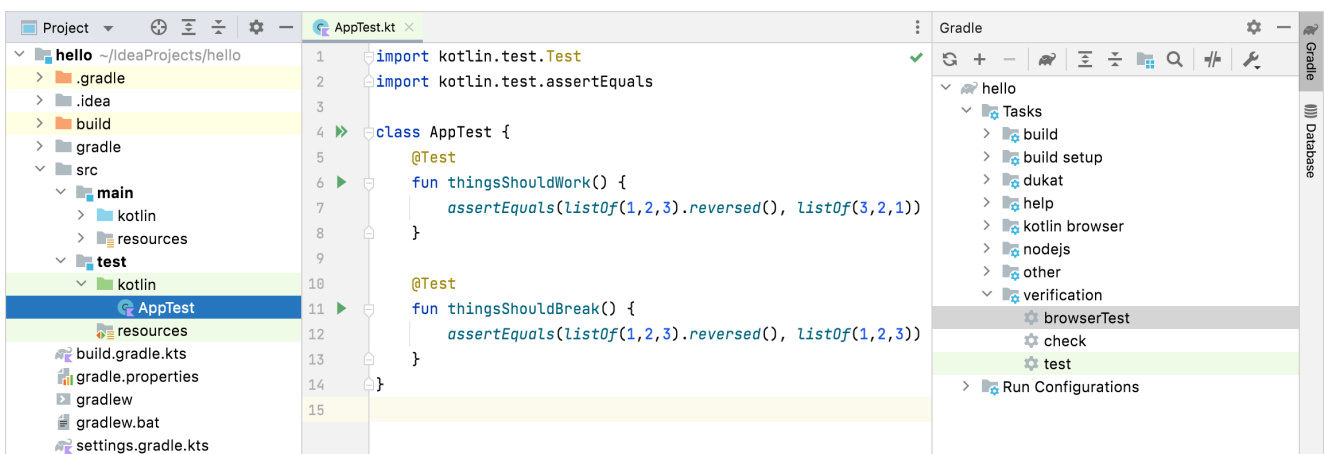 Project
hello ~/IdeaProjects/hello
.gradle
.idea
build
gradle
src
main
kotlin
resources
test
kotlin
AppTest
resources
build.gradle.kts
gradle.properties
gradlew
gradlew.bat
settings.gradle.kts
AppTest.kt
1 import kotlin.test.Test
2 import kotlin.test.assertEquals
3
4 class AppTest {
5 @Test
6 fun thingsShouldWork() {
7 assertEquals(listOf(1,2,3).reversed(), listOf(3,2,1))
8 }
9
10 @Test
11 fun thingsShouldBreak() {
12 assertEquals(listOf(1,2,3).reversed(), listOf(1,2,3))
13 }
14 }
15
Gradle
hello
Tasks
build
build setup
dukat
help
kotlin browser
nodejs
other
verification
browserTest
check
test
Run Configurations
Gradle
Database